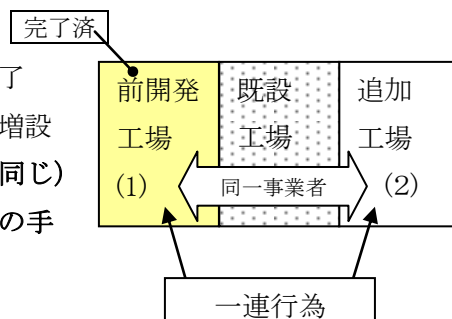 完了済
了
増設
同じ）
の手
前開発
工場
(1)
既設
工場
追加
工場
(2)
同一事業者
一連行為